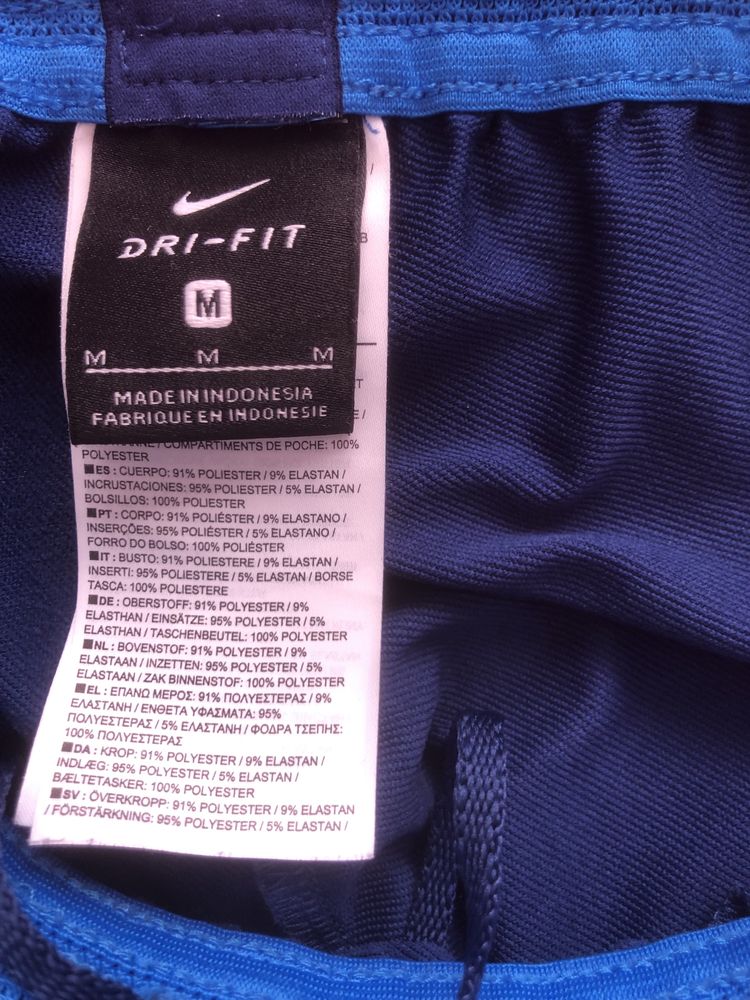 DRI-FIT
M
M M M
MADE IN INDONESIA
FABRIQUE EN INDONESIE
/ COMPARTIMENTS DE POCHE: 100%
POLYESTER
■ES : CUERPO: 91% POLIESTER / 9% ELASTAN /
INCRUSTACIONES: 95% POLIESTER / 5% ELASTAN /
BOLSILLOS: 100% POLIESTER
■PT : CORPO: 91% POLIÉSTER / 9% ELASTANO /
INSERÇÕES: 95% POLIÉSTER / 5% ELASTANO /
FORRO DO BOLSO: 100% POLIÉSTER
■IT : BUSTO: 91% POLIESTERE / 9% ELASTAN /
INSERTI: 95% POLIESTERE / 5% ELASTAN / BORSE
TASCA: 100% POLIESTERE
■DE : OBERSTOFF: 91% POLYESTER / 9%
ELASTHAN / EINSÄTZE: 95% POLYESTER / 5%
ELASTHAN / TASCHENBEUTEL: 100% POLYESTER
■NL : BOVENSTOF: 91% POLYESTER / 9%
ELASTAAN / INZETTEN: 95% POLYESTER / 5%
ELASTAAN / ZAK BINNENSTOF: 100% POLYESTER
■EL : ΕΠΑΝΩ ΜΕΡΟΣ: 91% ΠΟΛΥΕΣΤΕΡΑΣ / 9%
ΕΛΑΣΤΑΝΗ / ΕΝΘΕΤΑ ΥΦΑΣΜΑΤΑ: 95%
ΠΟΛΥΕΣΤΕΡΑΣ / 5% ΕΛΑΣΤΑΝΗ / ΦΟΔΡΑ ΤΣΕΠΗΣ:
100% ΠΟΛΥΕΣΤΕΡΑΣ
■DA : KROP: 91% POLYESTER / 9% ELASTAN /
INDLÆG: 95% POLYESTER / 5% ELASTAN /
BÆLTETASKER: 100% POLYESTER
■SV : ÖVERKROPP: 91% POLYESTER / 9% ELASTAN
/ FÖRSTÄRKNING: 95% POLYESTER / 5% ELASTAN /